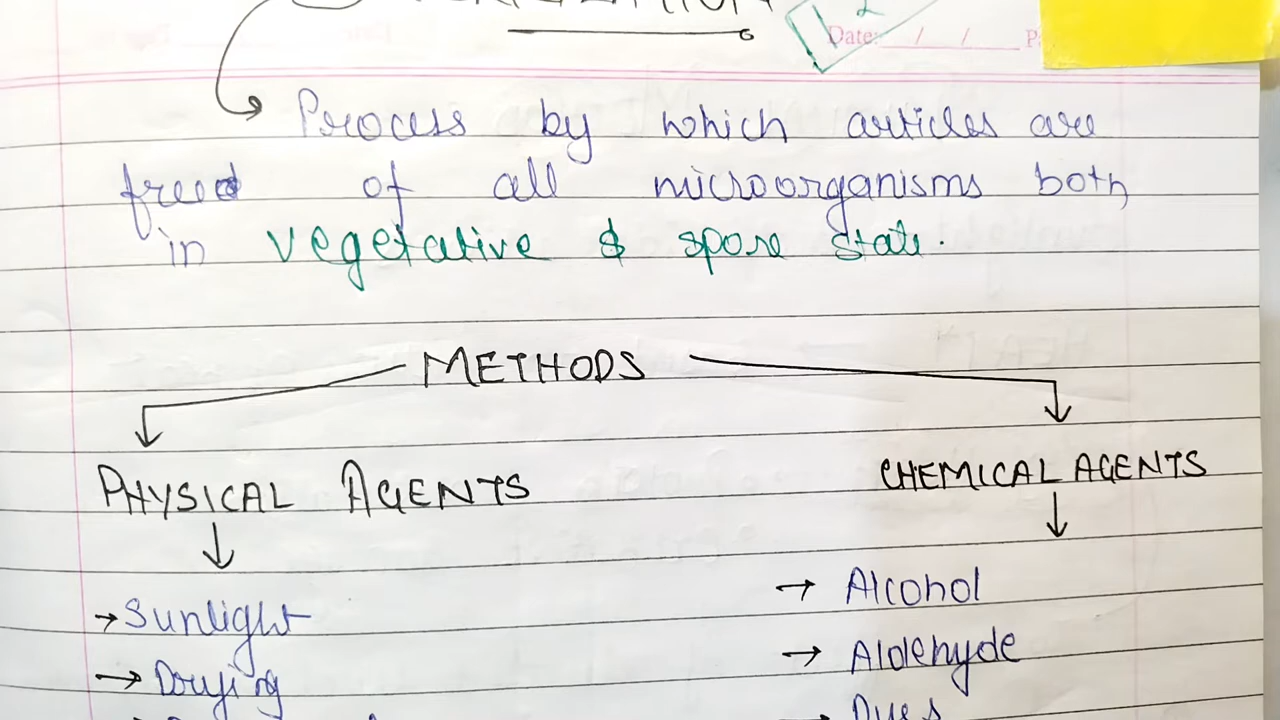 Date: / /
Process by which articles are
freed of all microorganisms both
in vegetative & spore state.
METHODS
PHYSICAL AGENTS CHEMICAL AGENTS
→ Sunlight → Alcohol
→ Drying → Aldehyde
→ Dyes